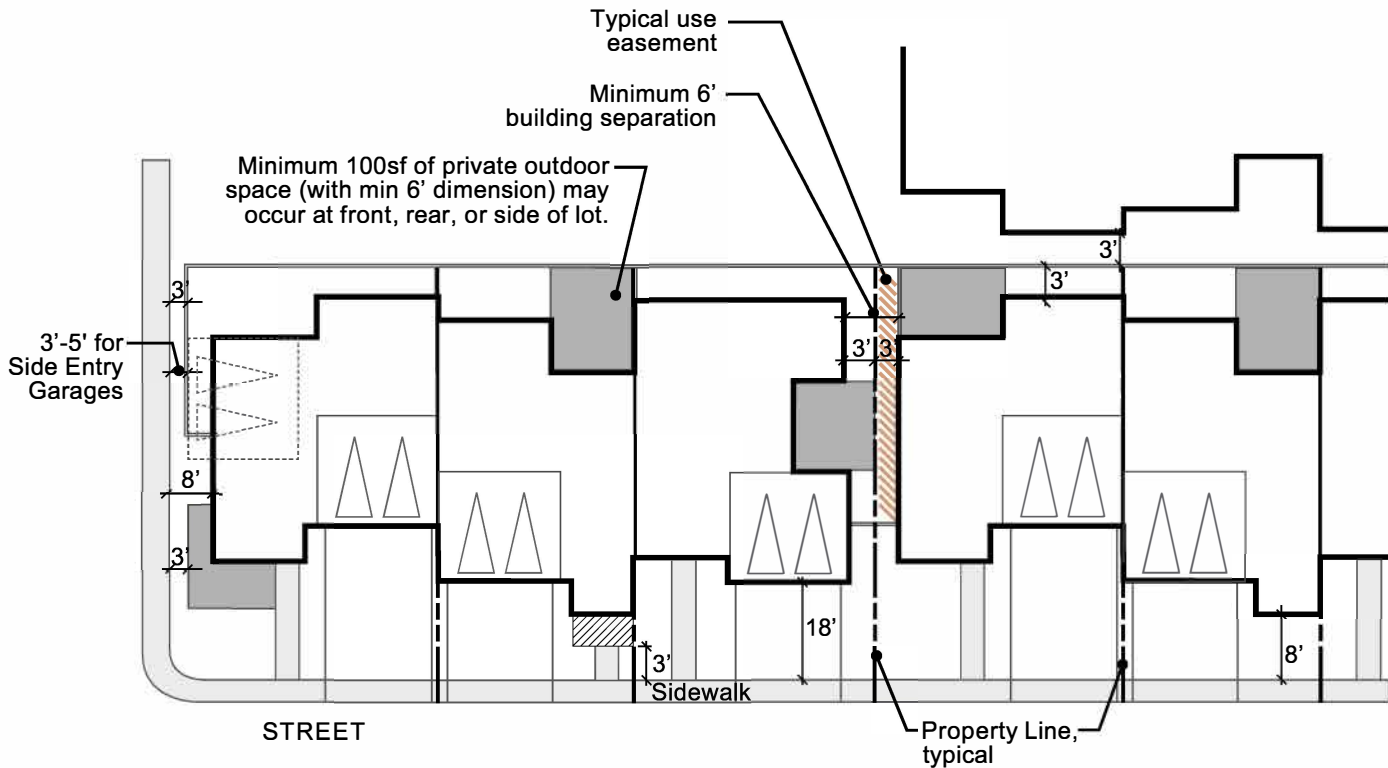 Typical use
easement
Minimum 6’
building separation
Minimum 100sf of private outdoor
space (with min 6’ dimension) may
occur at front, rear, or side of lot.
3’
3’
3’
3’-5' for
Side Entry
Garages
3’
3’
8’
3’
18’
3’
8’
Sidewalk
STREET
Property Line,
typical